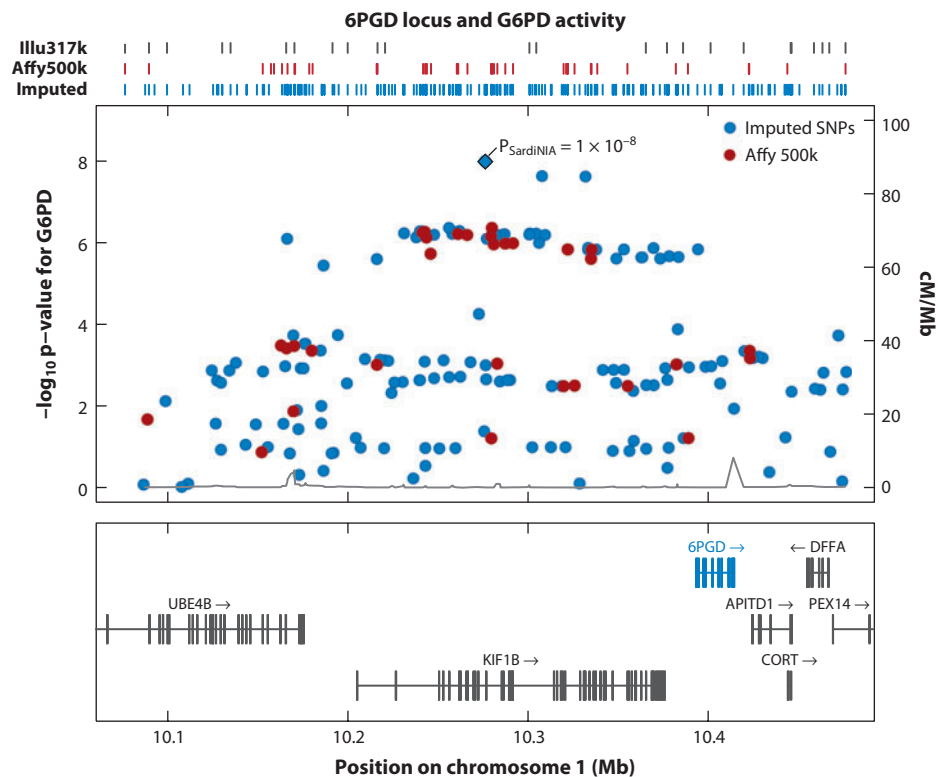 6PGD locus and G6PD activity
Illu317k
Affy500k
Imputed
P_SardiNIA = 1 × 10⁻⁸
Imputed SNPs
Affy 500k
8
6
4
2
0
−log₁₀ p−value for G6PD
100
80
60
40
20
0
cM/Mb
6PGD →
← DFFA
UBE4B →
APITD1 →
PEX14 →
KIF1B →
CORT →
10.1
10.2
10.3
10.4
Position on chromosome 1 (Mb)